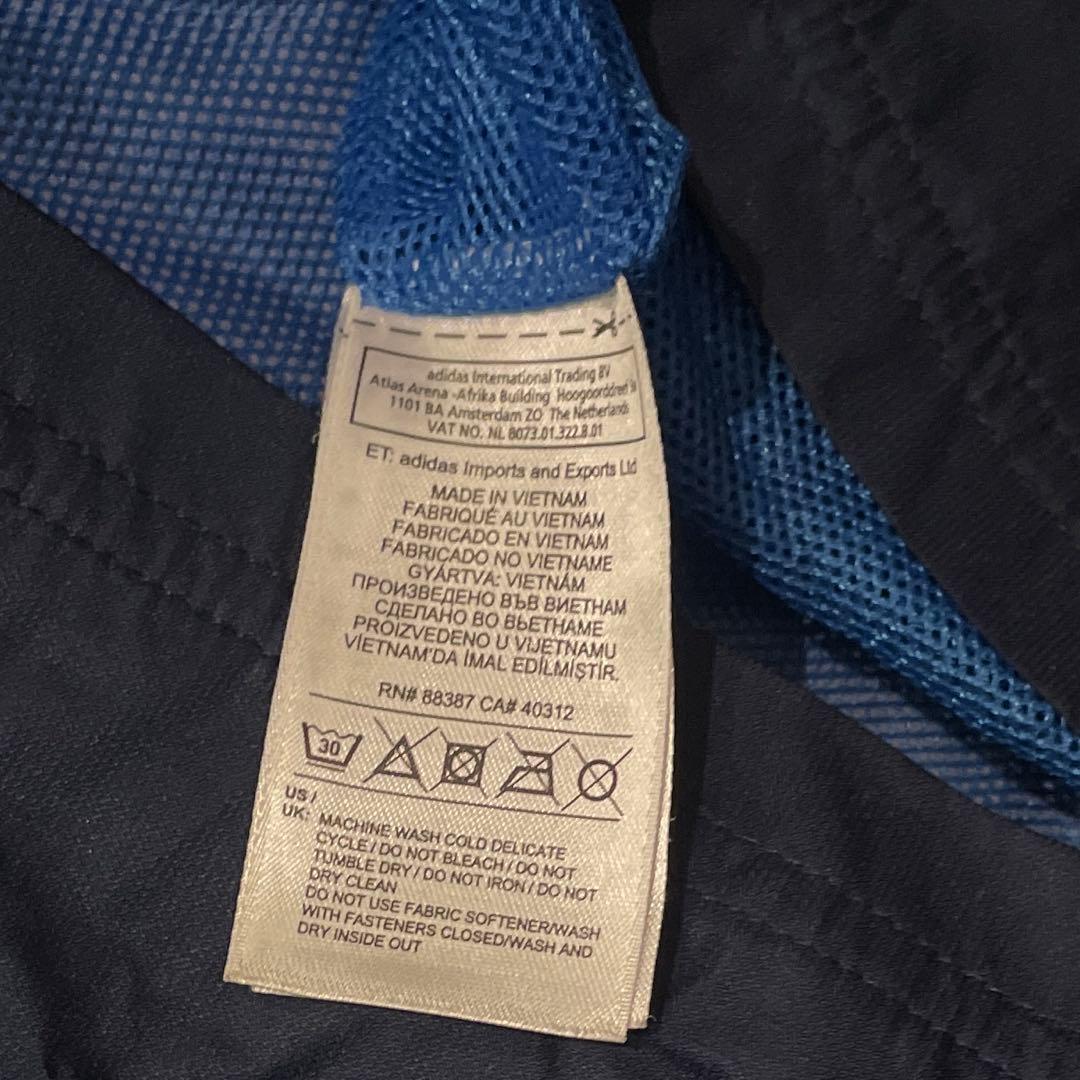 adidas International Trading BV
Atlas Arena -Afrika Building Hoogoorddreef 9a
1101 BA Amsterdam ZO The Netherlands
VAT NO. NL 8073.01.322.B.01
ET: adidas Imports and Exports Ltd
MADE IN VIETNAM
FABRIQUÉ AU VIETNAM
FABRICADO EN VIETNAM
FABRICADO NO VIETNAME
GYÁRTVA: VIETNÁM
ПРОИЗВЕДЕНО ВЪВ ВИЕТНАМ
СДЕЛАНО ВО ВЬЕТНАМЕ
PROIZVEDENO U VIJETNAMU
VİETNAM'DA İMAL EDİLMİŞTİR.
RN# 88387 CA# 40312
30
US /
UK: MACHINE WASH COLD DELICATE
CYCLE / DO NOT BLEACH / DO NOT
TUMBLE DRY / DO NOT IRON / DO NOT
DRY CLEAN
DO NOT USE FABRIC SOFTENER/WASH
WITH FASTENERS CLOSED/WASH AND
DRY INSIDE OUT